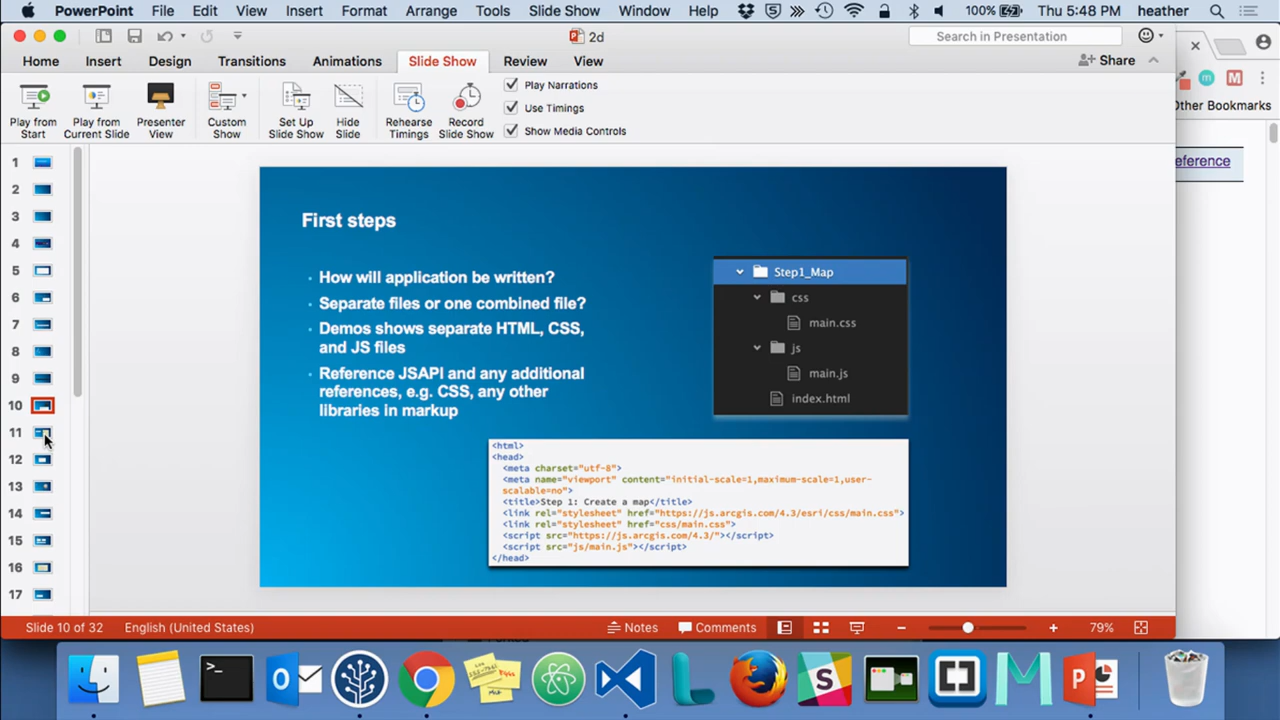 PowerPoint File Edit View Insert Format Arrange Tools Slide Show Window Help 100% Thu 5:48 PM heather
2d
Search in Presentation
Home Insert Design Transitions Animations Slide Show Review View
Share
Play from Start
Play from Current Slide
Presenter View
Custom Show
Set Up Slide Show
Hide Slide
Rehearse Timings
Record Slide Show
Play Narrations
Use Timings
Show Media Controls
Other Bookmarks
eference
1
2
3
4
5
6
7
8
9
10
11
12
13
14
15
16
17
First steps
· How will application be written?
· Separate files or one combined file?
· Demos shows separate HTML, CSS,
and JS files
· Reference JSAPI and any additional
references, e.g. CSS, any other
libraries in markup
Step1_Map
css
main.css
js
main.js
index.html
<html>
<head>
<meta charset="utf-8">
<meta name="viewport" content="initial-scale=1,maximum-scale=1,user-
scalable=no">
<title>Step 1: Create a map</title>
<link rel="stylesheet" href="https://js.arcgis.com/4.3/esri/css/main.css">
<link rel="stylesheet" href="css/main.css">
<script src="https://js.arcgis.com/4.3/"></script>
<script src="js/main.js"></script>
</head>
Slide 10 of 32 English (United States) Notes Comments 79%